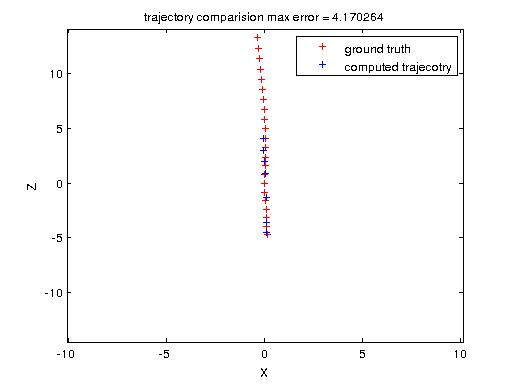 trajectory comparision max error = 4.170264
ground truth
computed trajecotry
10
5
0
-5
-10
Z
-10
-5
0
5
10
X